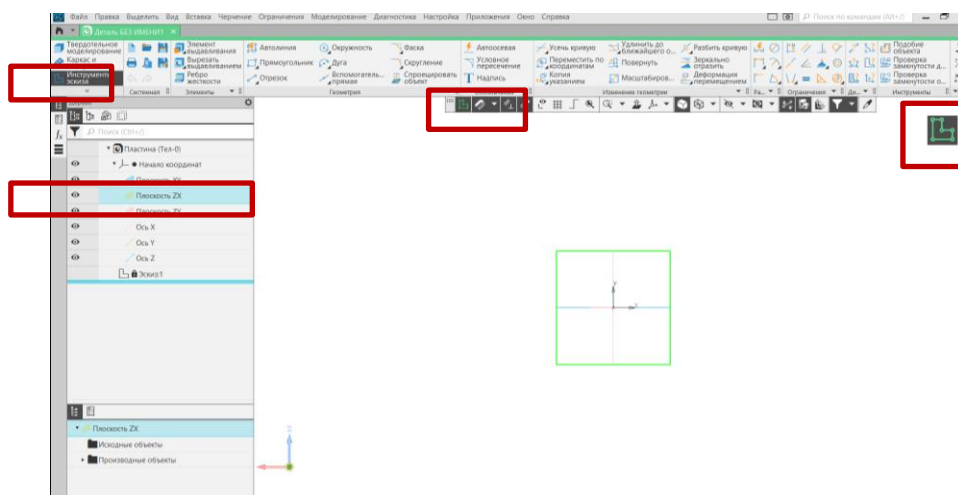 Файл Правка Выделить Вид Вставка Черчение Ограничения Моделирование Диагностика Настройка Приложения Окно Справка Поиск по командам (Alt+/)
Деталь БЕЗ ИМЕНИ1
Твердотельное моделирование
Каркас и
Инструменты эскиза
Системная
Элемент выдавливания
Вырезать выдавливанием
Ребро жесткости
Элементы
Автолиния Окружность Фаска
Прямоугольник Дуга Скругление
Отрезок Вспомогатель... прямая Спроецировать объект
Геометрия
Автоосевая
Условное пересечение
Надпись
Усечь кривую Удлинить до ближайшего о... Разбить кривую
Переместить по координатам Повернуть Зеркально отразить
Копия указанием Масштабиров... Деформация перемещением
Изменение геометрии
Ра...
Ограничения
Ди...
Подобие объекта
Проверка замкнутости д...
Проверка замкнутости о...
Инструменты
Поиск (Ctrl+/)
Пластина (Тел-0)
Начало координат
Плоскость XY
Плоскость ZX
Плоскость ZY
Ось X
Ось Y
Ось Z
Эскиз:1
Y
X
Плоскость ZX
Исходные объекты
Производные объекты